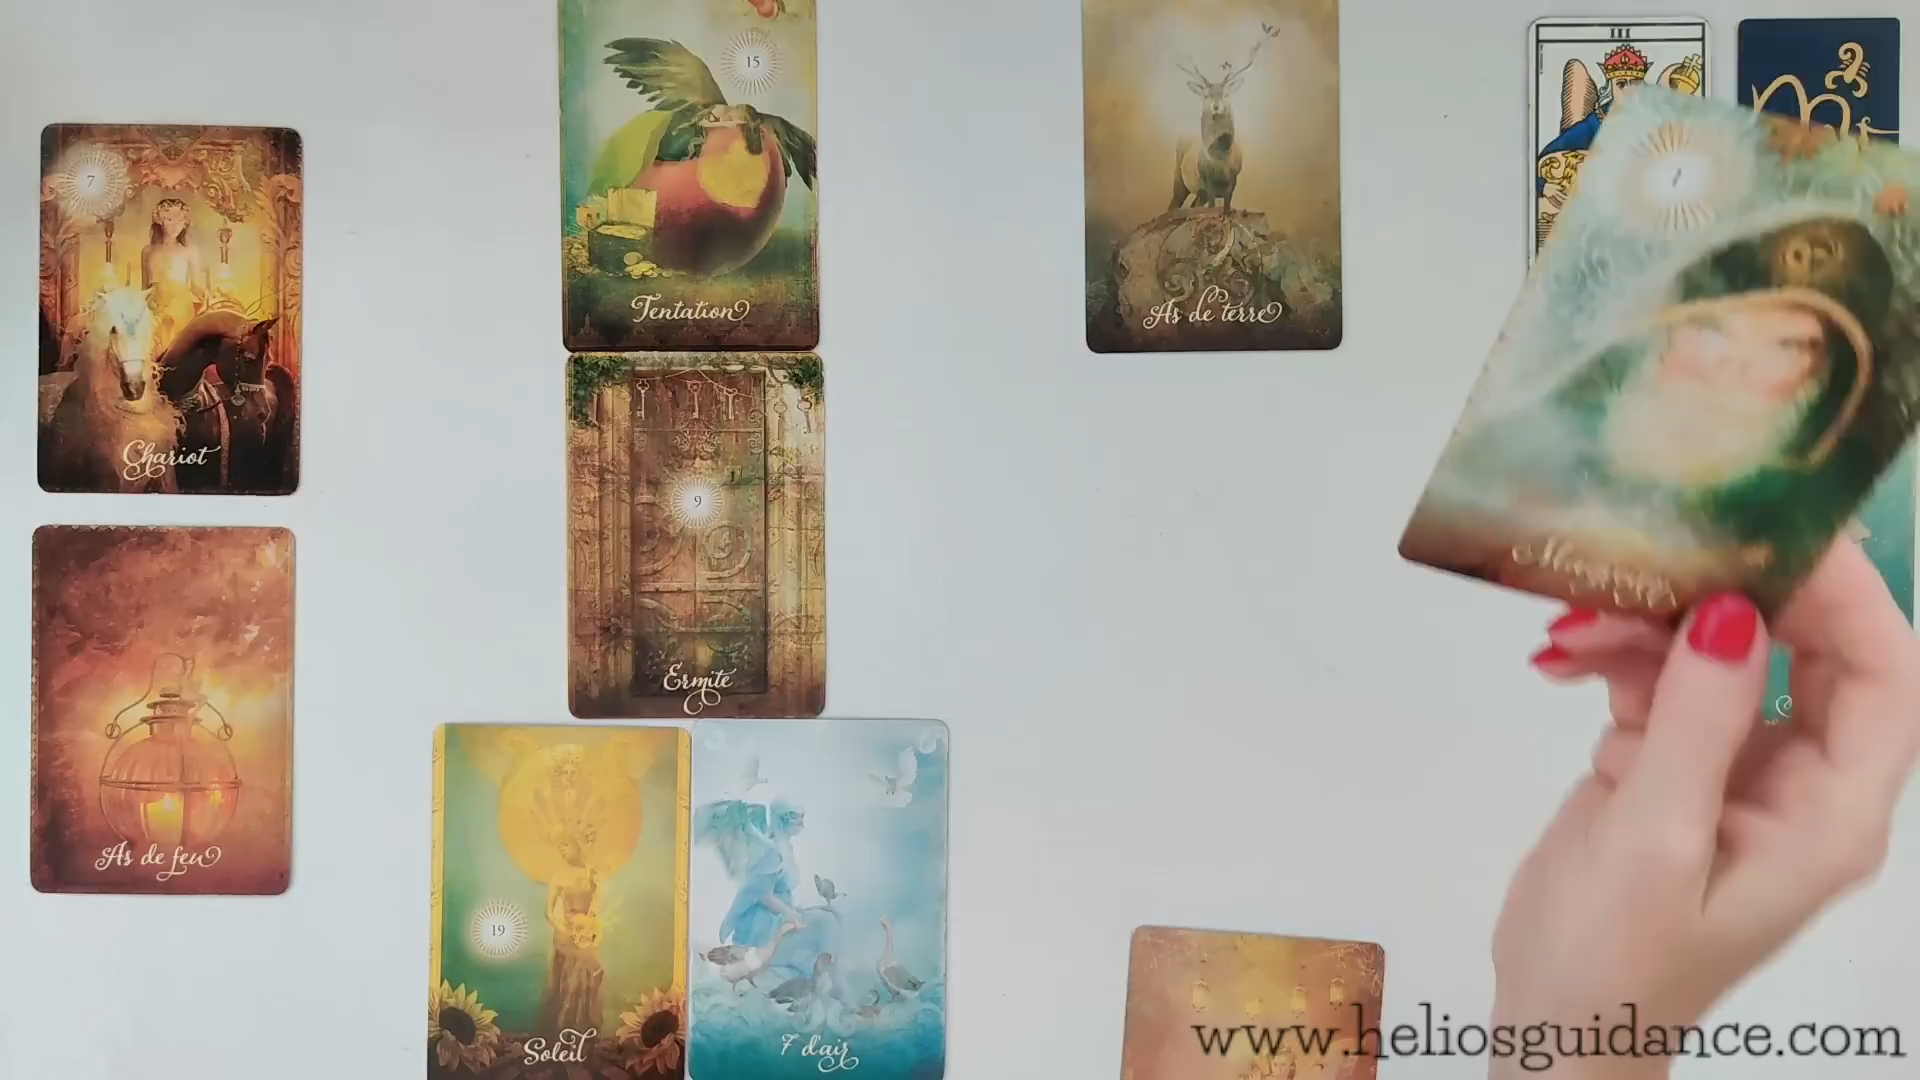 III
15
7
Tentation
As de terre
Chariot
9
Ermite
As de feu
19
Soleil
7 d'air
www.heliosguidance.com